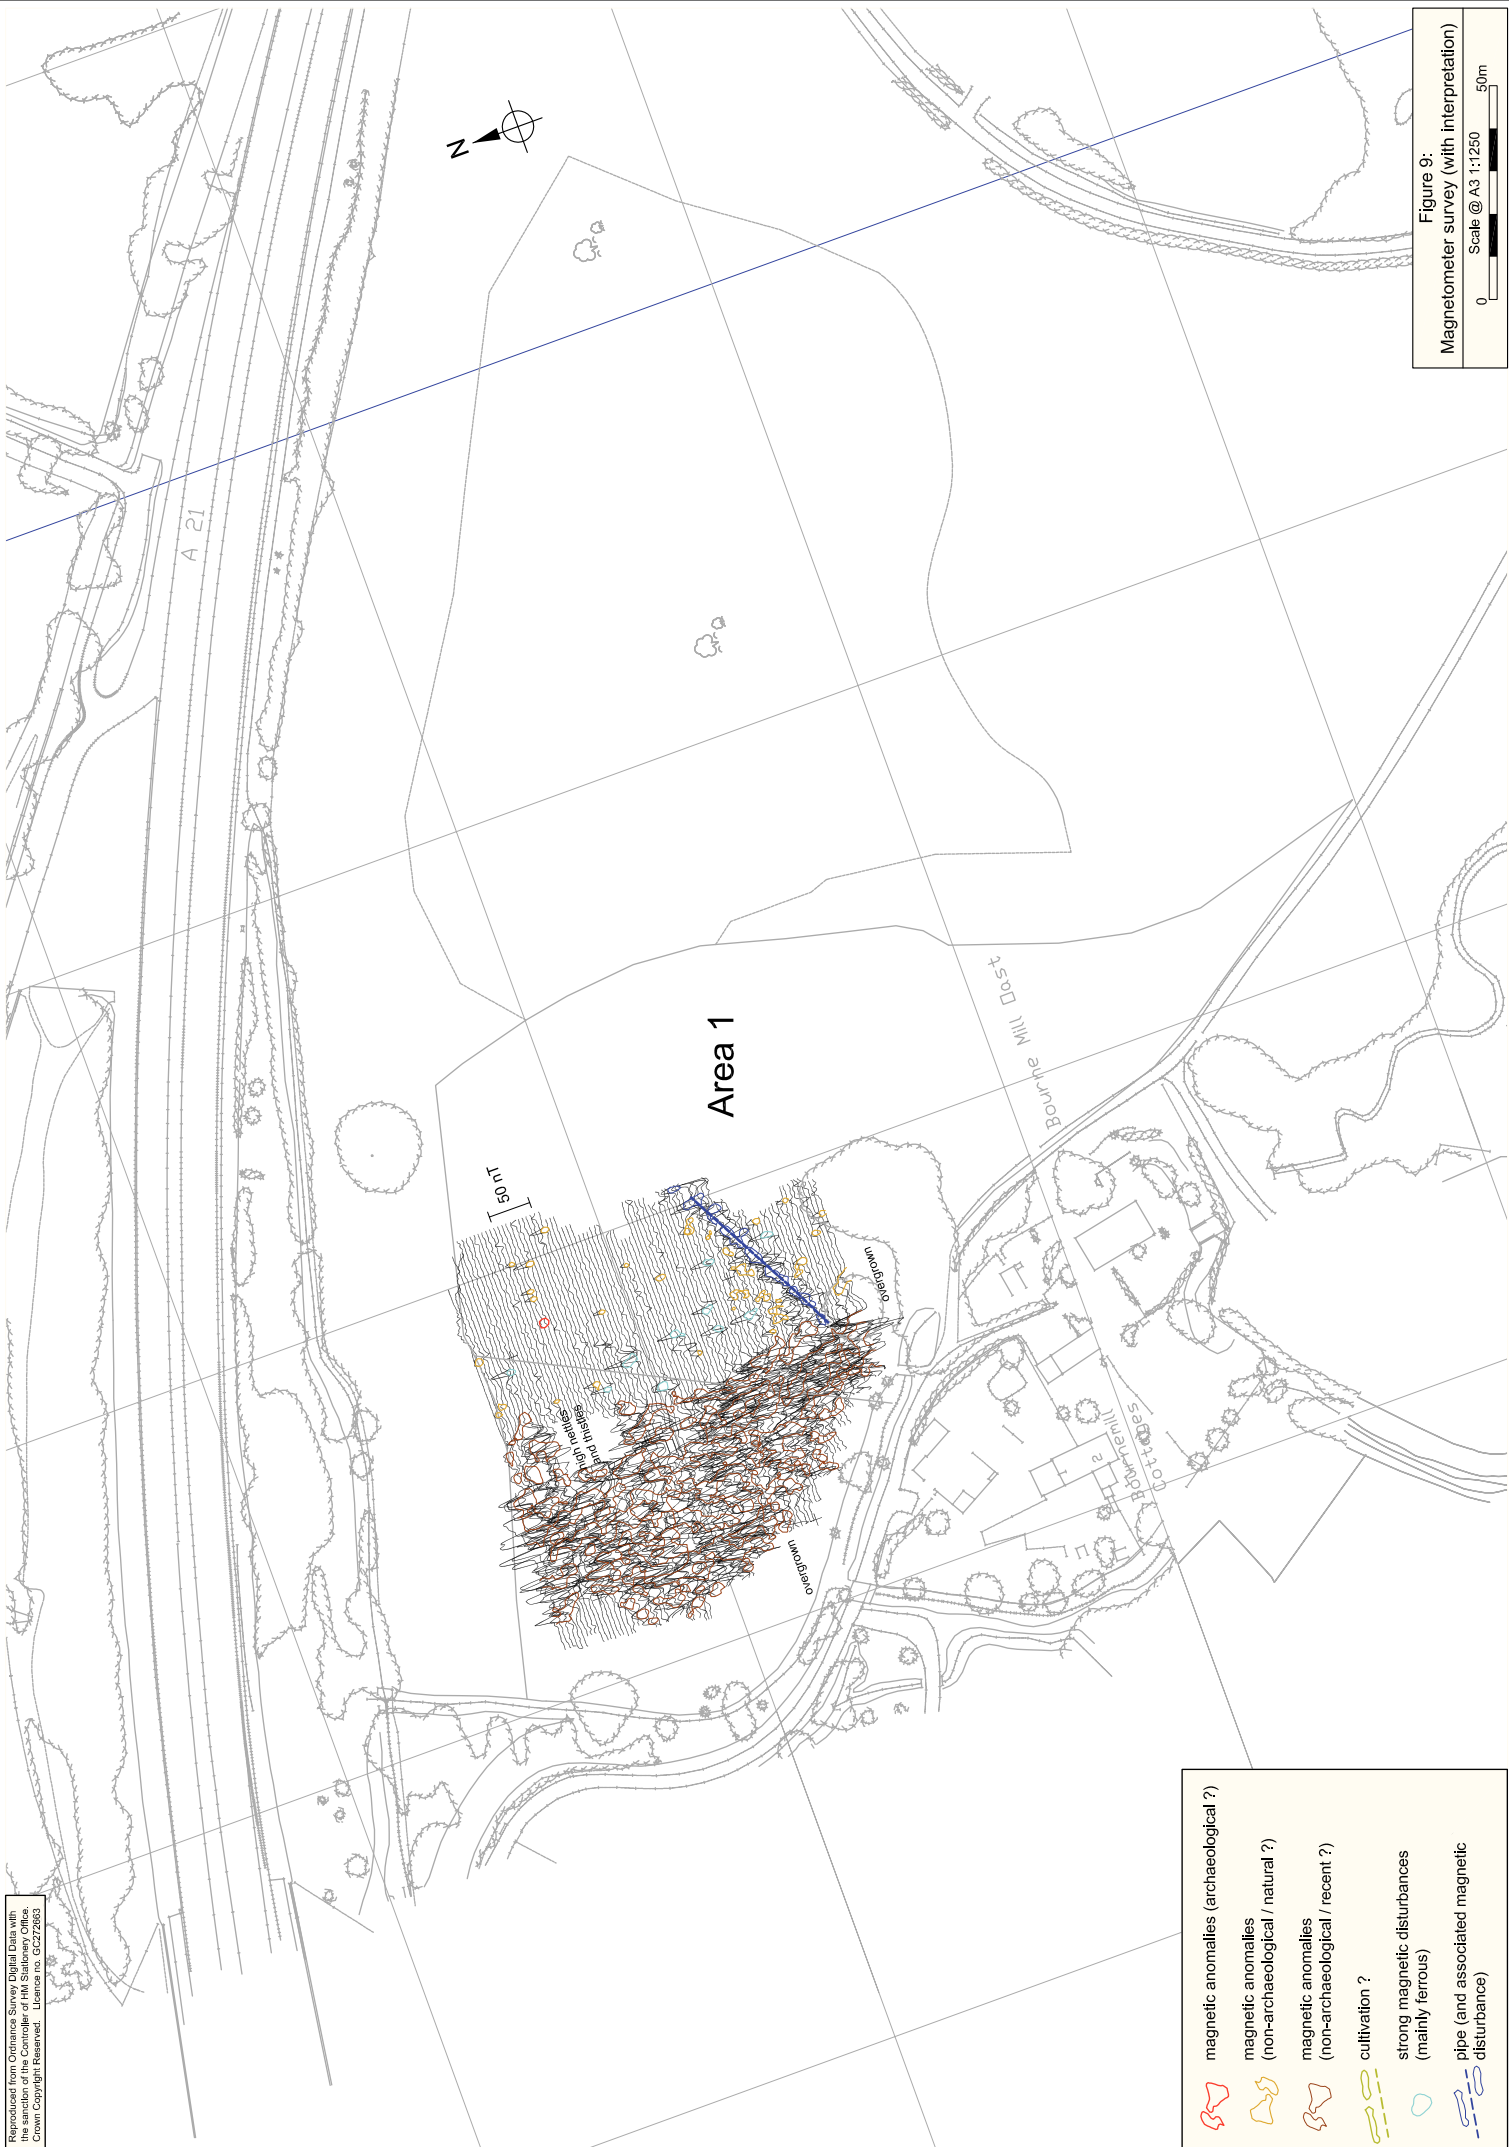 Reproduced from Ordnance Survey Digital Data with
the sanction of the Controller of HM Stationery Office.
Crown Copyright Reserved. Licence no. GC272663
A 21
N
Area 1
50 nT
high nettles
and thistles
overgrown
overgrown
Bourne Mill Oast
Bournemill
Cottages
2
magnetic anomalies (archaeological ?)
magnetic anomalies
(non-archaeological / natural ?)
magnetic anomalies
(non-archaeological / recent ?)
cultivation ?
strong magnetic disturbances
(mainly ferrous)
pipe (and associated magnetic
disturbance)
Figure 9:
Magnetometer survey (with interpretation)
Scale @ A3 1:1250
0 50m